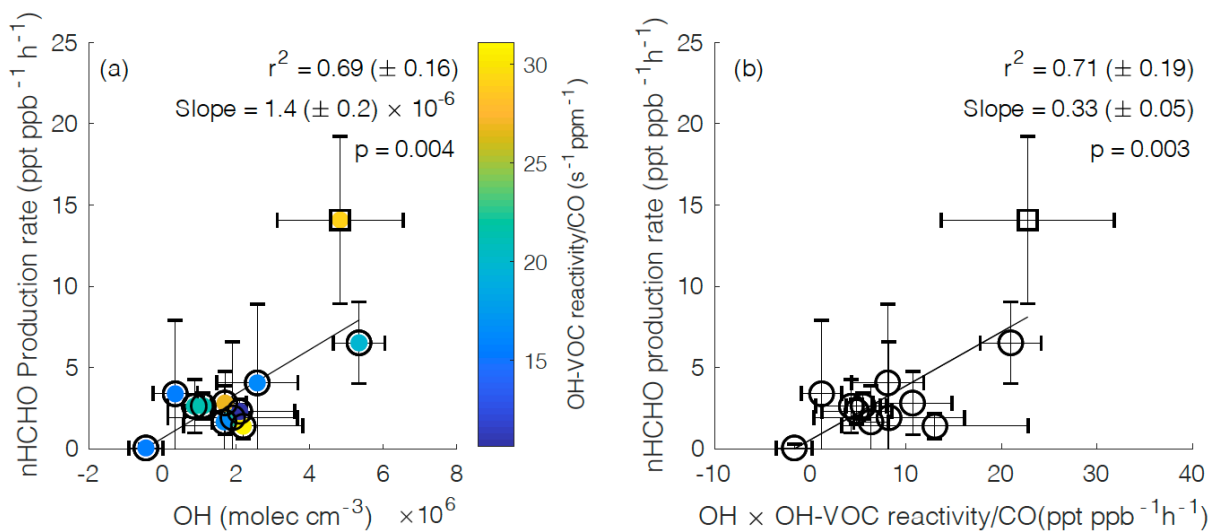 (a)
r² = 0.69 (± 0.16)
Slope = 1.4 (± 0.2) × 10⁻⁶
p = 0.004
nHCHO Production rate (ppt ppb⁻¹ h⁻¹)
25
20
15
10
5
0
-2
0
2
4
6
8
×10⁶
OH (molec cm⁻³)
30
25
20
15
OH-VOC reactivity/CO (s⁻¹ ppm⁻¹)
(b)
r² = 0.71 (± 0.19)
Slope = 0.33 (± 0.05)
p = 0.003
nHCHO production rate (ppt ppb⁻¹h⁻¹)
25
20
15
10
5
0
-10
0
10
20
30
40
OH × OH-VOC reactivity/CO(ppt ppb⁻¹h⁻¹)